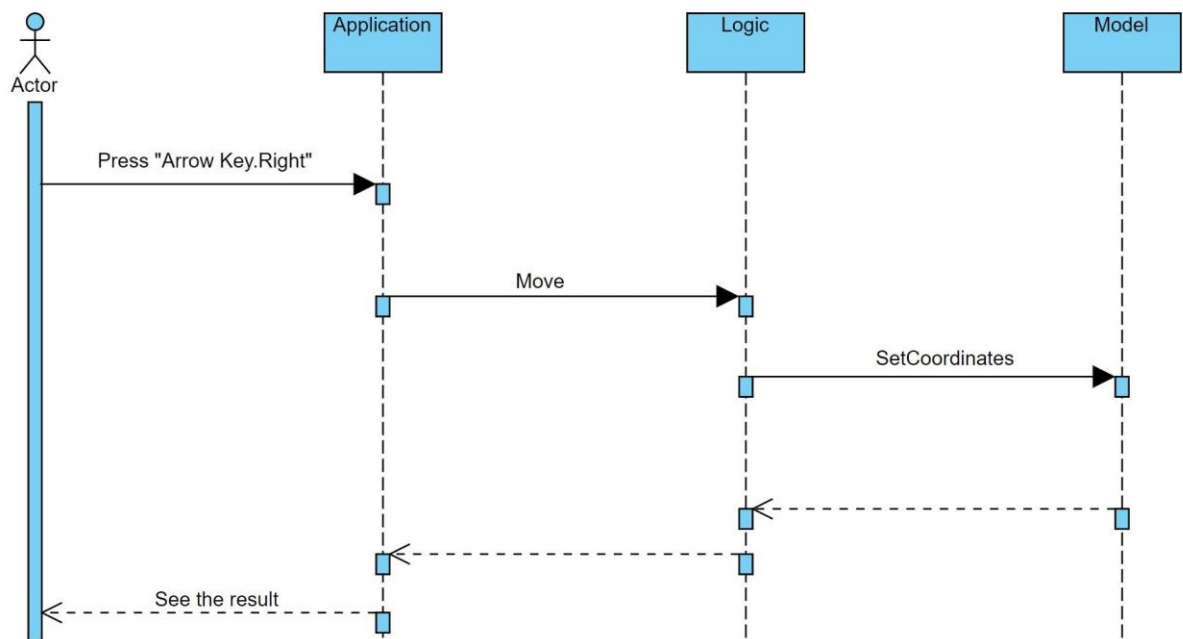 Application
Logic
Model
Actor
Press "Arrow Key.Right"
Move
SetCoordinates
See the result